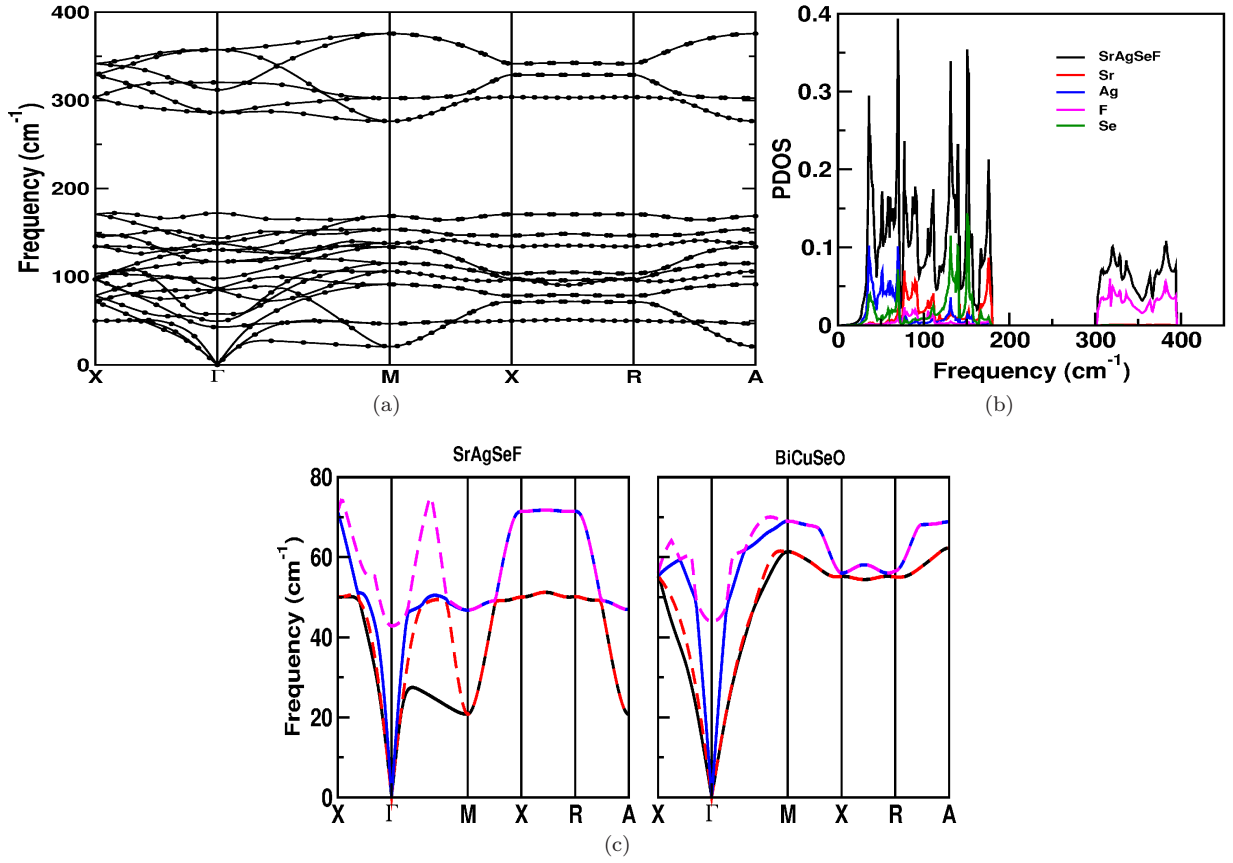 400
300
200
100
0
Frequency (cm⁻¹)
X Γ M X R A
(a)
0.4
0.3
0.2
0.1
0
PDOS
SrAgSeF
Sr
Ag
F
Se
0 100 200 300 400
Frequency (cm⁻¹)
(b)
SrAgSeF
80
60
40
20
0
Frequency (cm⁻¹)
X Γ M X R A
BiCuSeO
X Γ M X R A
(c)